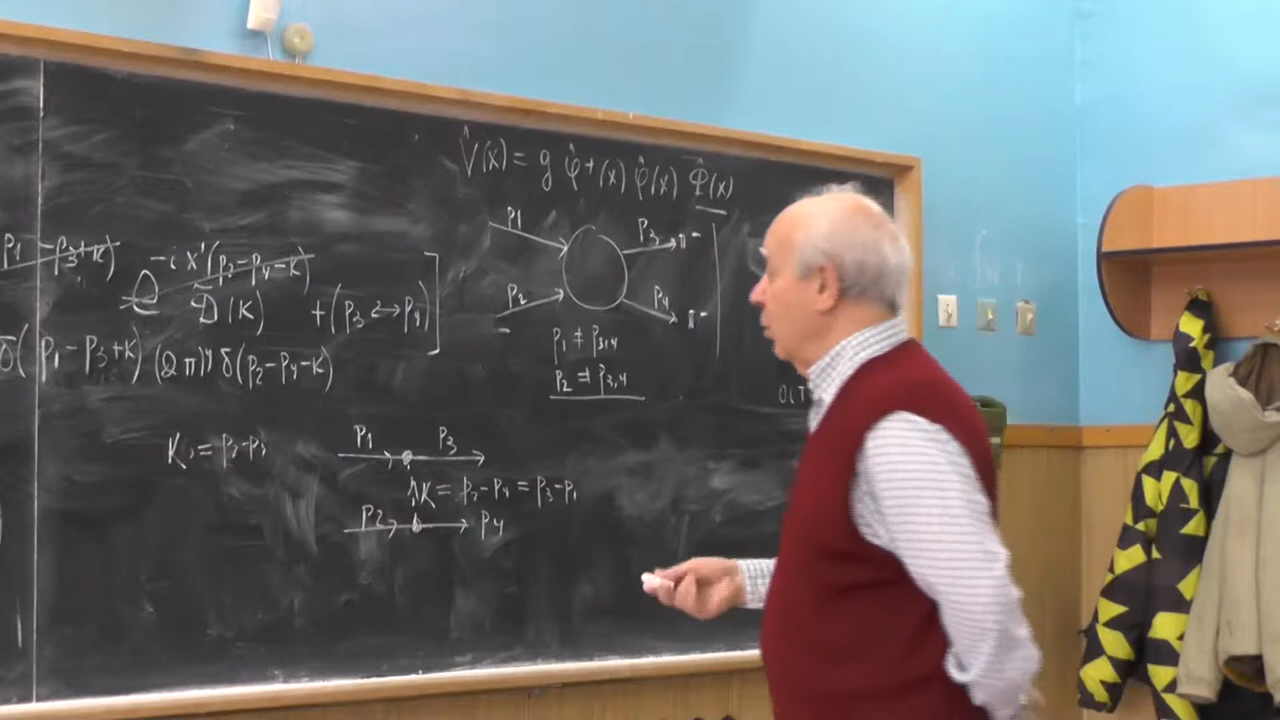 V̂(x) = g φ̂⁺(x) φ̂(x) Φ̂(x)
p₁ p₃ π⁻
p₂ p₄ π⁻
p₁ ≠ p₃,₄
p₂ ≠ p₃,₄
p₁ - p₃+k) e^{-i x'(p₂-p₄-k)}
D̃(k) + (p₃ ↔ p₄)]
δ(p₁-p₃+k) (2π)⁴ δ(p₂-p₄-k)
p₁ p₃
k = p₂-p₄ = p₃-p₁
p₂ p₄
ОСТ